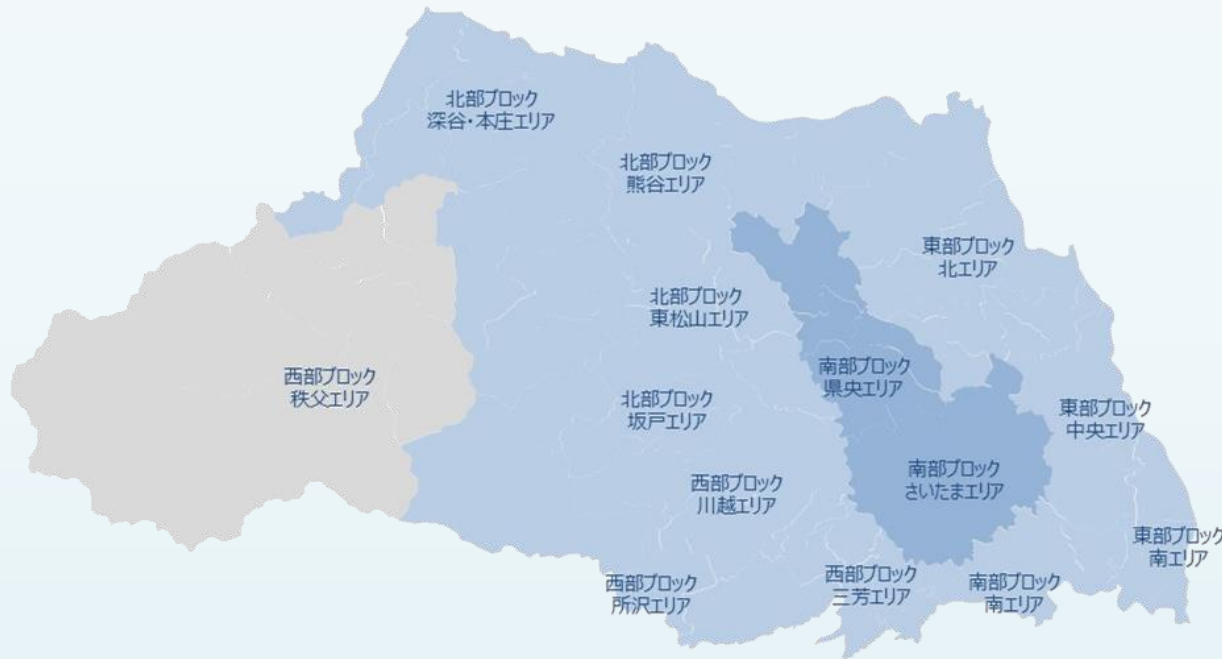 北部ブロック
深谷・本庄エリア
北部ブロック
熊谷エリア
東部ブロック
北エリア
北部ブロック
東松山エリア
西部ブロック
秩父エリア
南部ブロック
県央エリア
北部ブロック
坂戸エリア
東部ブロック
中央エリア
南部ブロック
さいたまエリア
西部ブロック
川越エリア
東部ブロック
南エリア
西部ブロック
所沢エリア
西部ブロック
三芳エリア
南部ブロック
南エリア